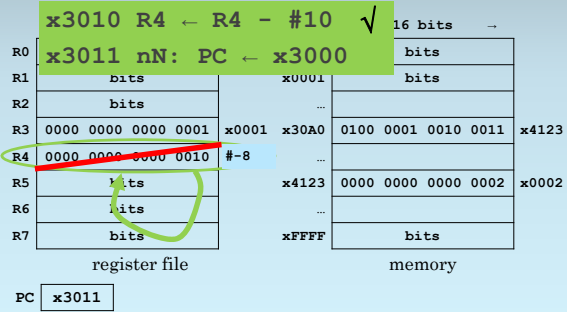 x3010 R4 ← R4 - #10 √
x3011 nN: PC ← x3000
16 bits →
R0 bits
R1 bits x0001 bits
R2 bits …
R3 0000 0000 0000 0001 x0001 x30A0 0100 0001 0010 0011 x4123
R4 0000 0000 0000 0010 #-8 …
R5 bits x4123 0000 0000 0000 0002 x0002
R6 bits …
R7 bits xFFFF bits
register file memory
PC x3011